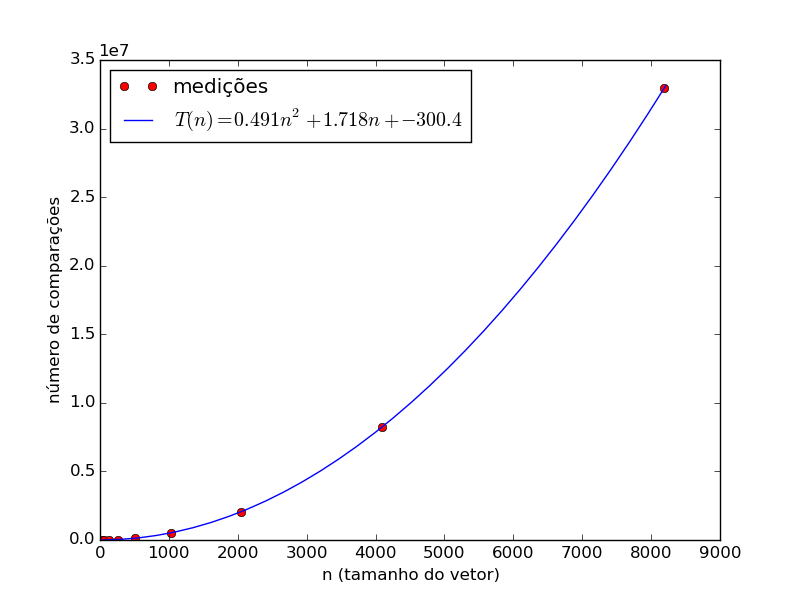 1e7
3.5
3.0
2.5
2.0
1.5
1.0
0.5
0.0
número de comparações
medições
T(n)=0.491n² +1.718n+−300.4
0 1000 2000 3000 4000 5000 6000 7000 8000 9000
n (tamanho do vetor)